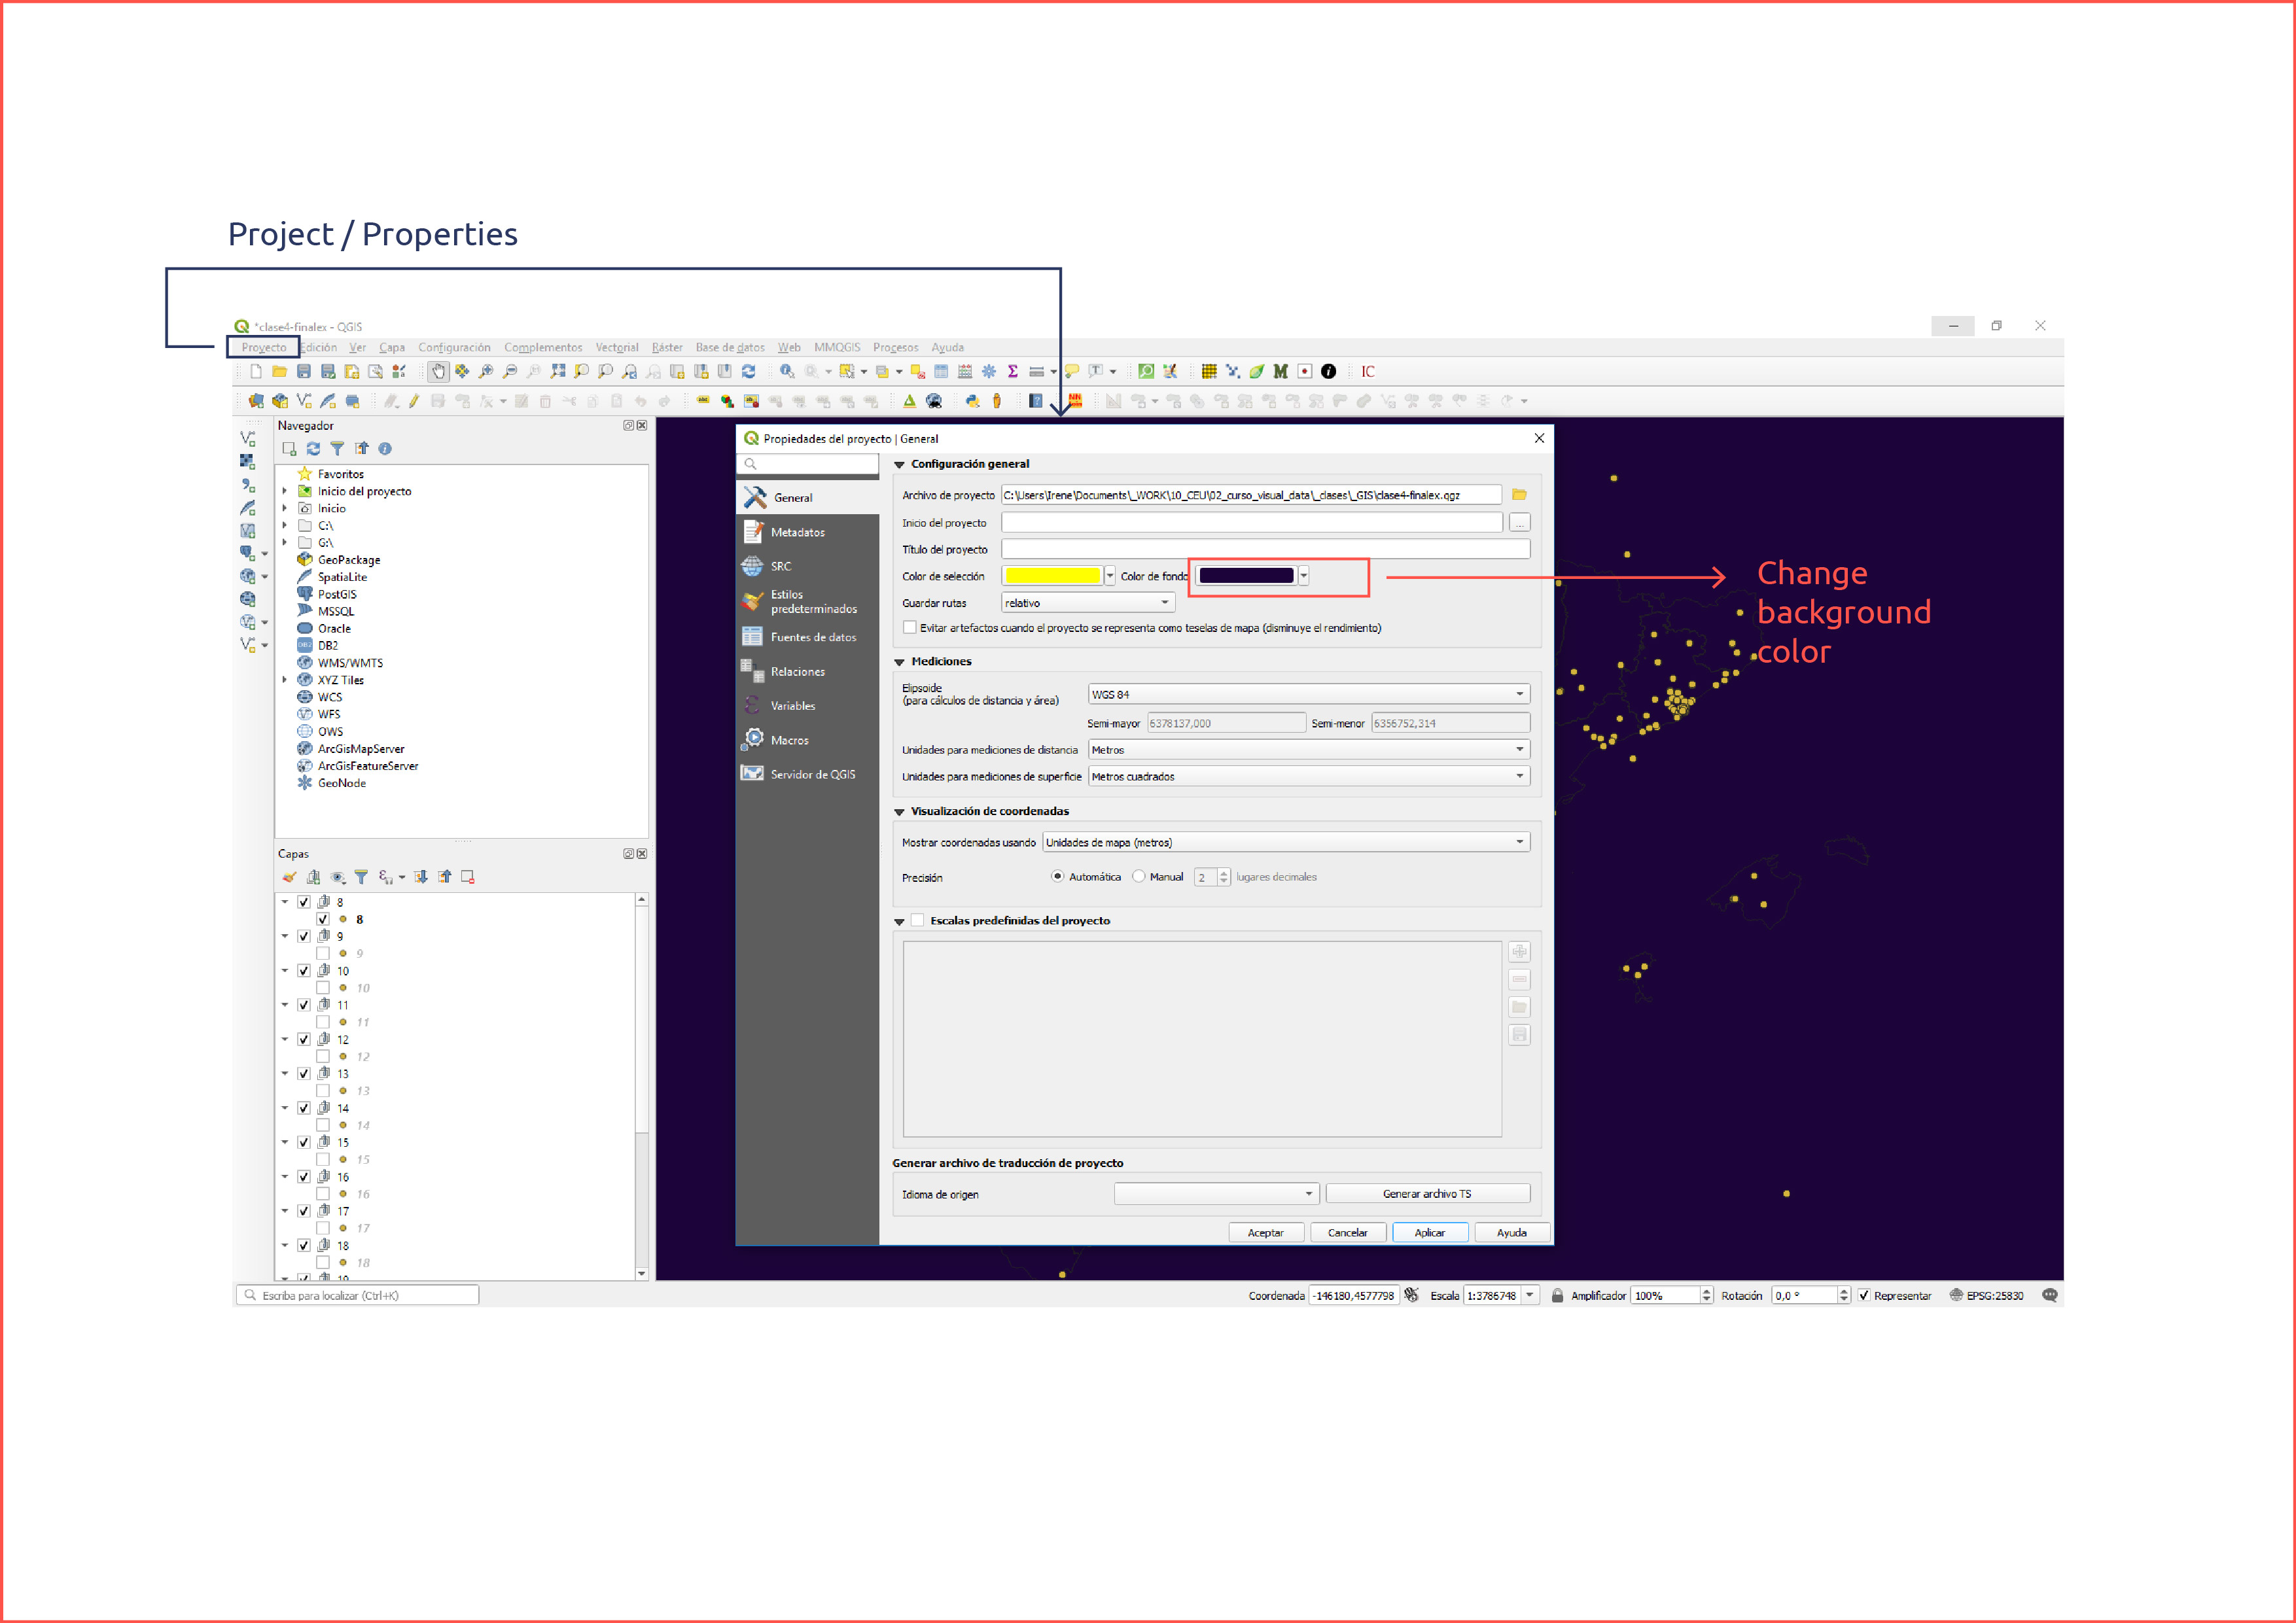 Project / Properties
*clase4-finalex - QGIS
Proyecto Edición Ver Capa Configuración Complementos Vectorial Ráster Base de datos Web MMQGIS Procesos Ayuda
IC
Navegador
Favoritos
Inicio del proyecto
Inicio
C:\
G:\
GeoPackage
SpatiaLite
PostGIS
MSSQL
Oracle
DB2
WMS/WMTS
XYZ Tiles
WCS
WFS
OWS
ArcGisMapServer
ArcGisFeatureServer
GeoNode
Capas
8
8
9
9
10
10
11
11
12
12
13
13
14
14
15
15
16
16
17
17
18
18
19
Propiedades del proyecto | General
General
Metadatos
SRC
Estilos
predeterminados
Fuentes de datos
Relaciones
Variables
Macros
Servidor de QGIS
Configuración general
Archivo de proyecto C:\Users\Irene\Documents\_WORK\10_CEU\02_curso_visual_data\_clases\_GIS\clase4-finalex.qgz
Inicio del proyecto ...
Título del proyecto
Color de selección Color de fondo
Guardar rutas relativo
Evitar artefactos cuando el proyecto se representa como teselas de mapa (disminuye el rendimiento)
Mediciones
Elipsoide
(para cálculos de distancia y área) WGS 84
Semi-mayor 6378137,000 Semi-menor 6356752,314
Unidades para mediciones de distancia Metros
Unidades para mediciones de superficie Metros cuadrados
Visualización de coordenadas
Mostrar coordenadas usando Unidades de mapa (metros)
Precisión Automática Manual 2 lugares decimales
Escalas predefinidas del proyecto
Generar archivo de traducción de proyecto
Idioma de origen Generar archivo TS
Aceptar Cancelar Aplicar Ayuda
Change
background
color
Escriba para localizar (Ctrl+K)
Coordenada -146180,4577798 Escala 1:3786748 Amplificador 100% Rotación 0,0 ° Representar EPSG:25830